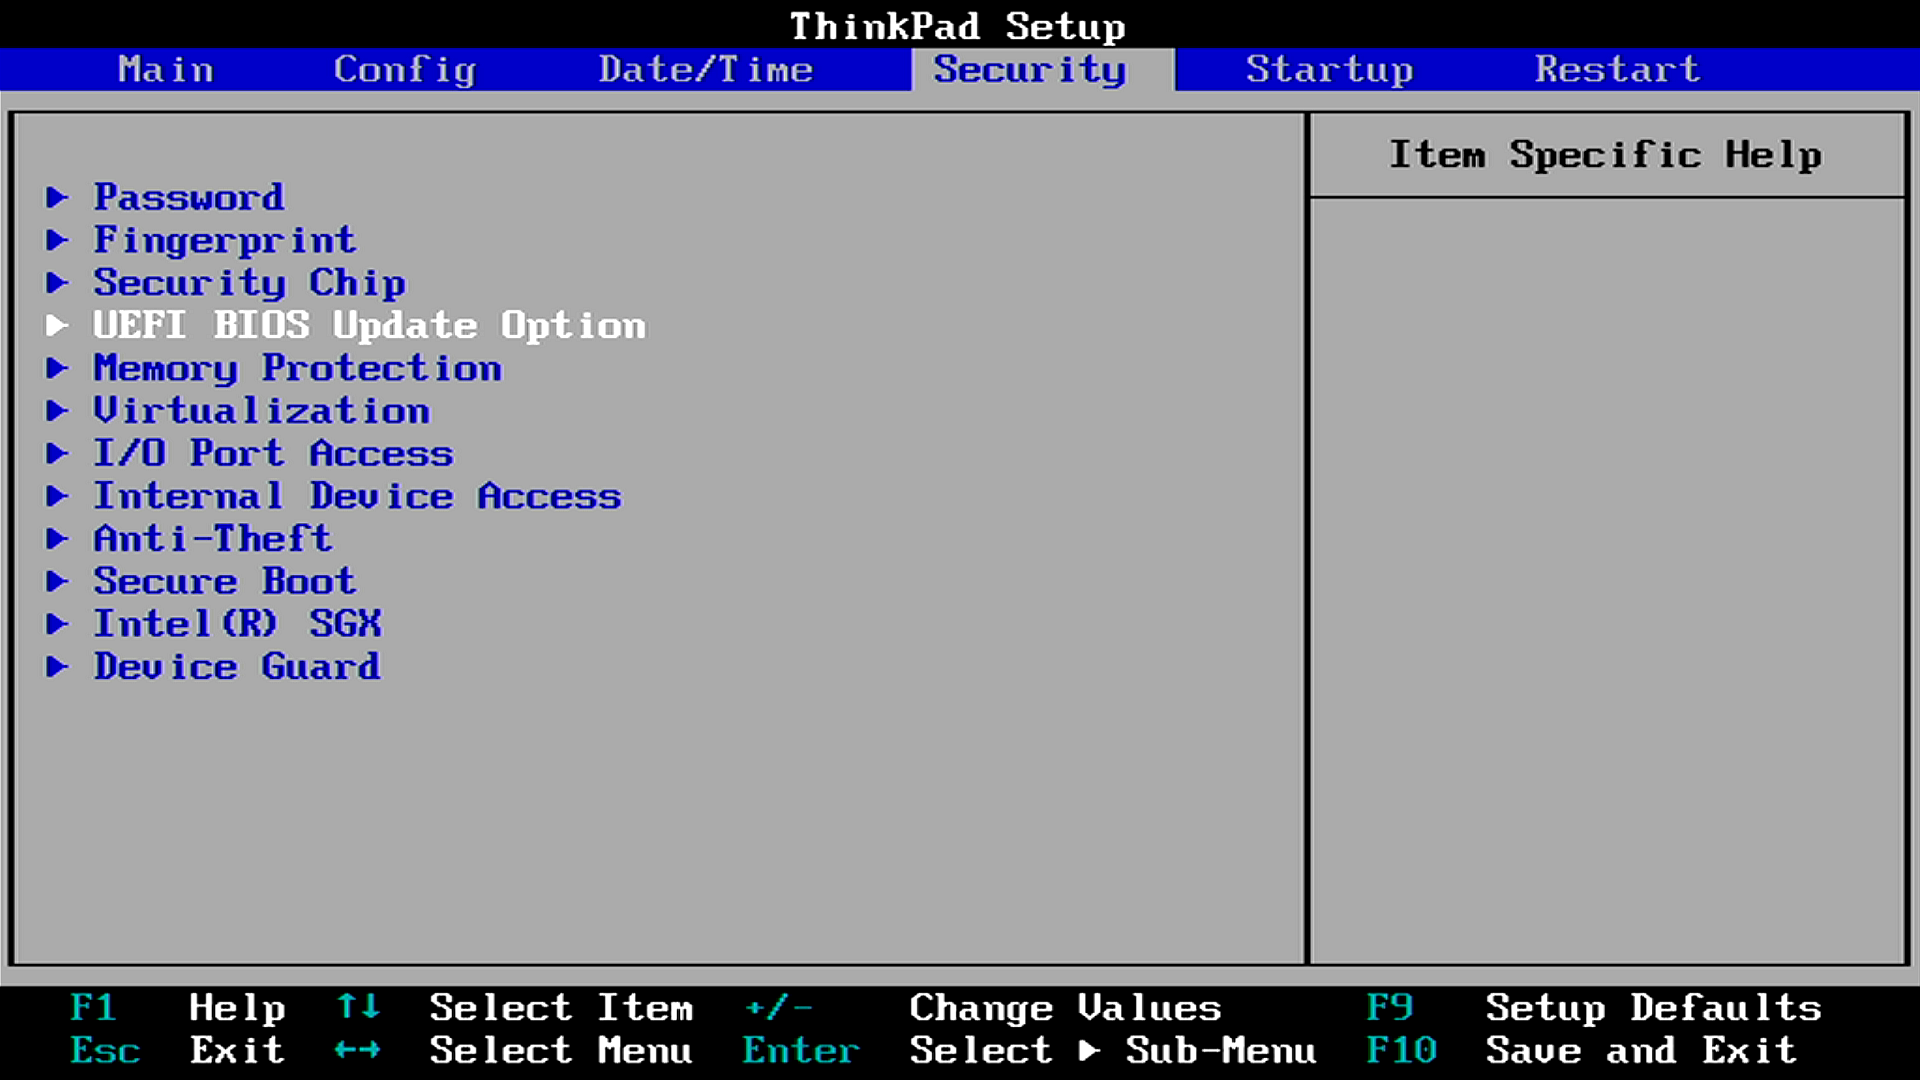 ThinkPad Setup
Main Config Date/Time Security Startup Restart
Item Specific Help
▶ Password
▶ Fingerprint
▶ Security Chip
▶ UEFI BIOS Update Option
▶ Memory Protection
▶ Virtualization
▶ I/O Port Access
▶ Internal Device Access
▶ Anti-Theft
▶ Secure Boot
▶ Intel(R) SGX
▶ Device Guard
F1 Help ↑↓ Select Item +/- Change Values F9 Setup Defaults
Esc Exit ←→ Select Menu Enter Select ▶ Sub-Menu F10 Save and Exit